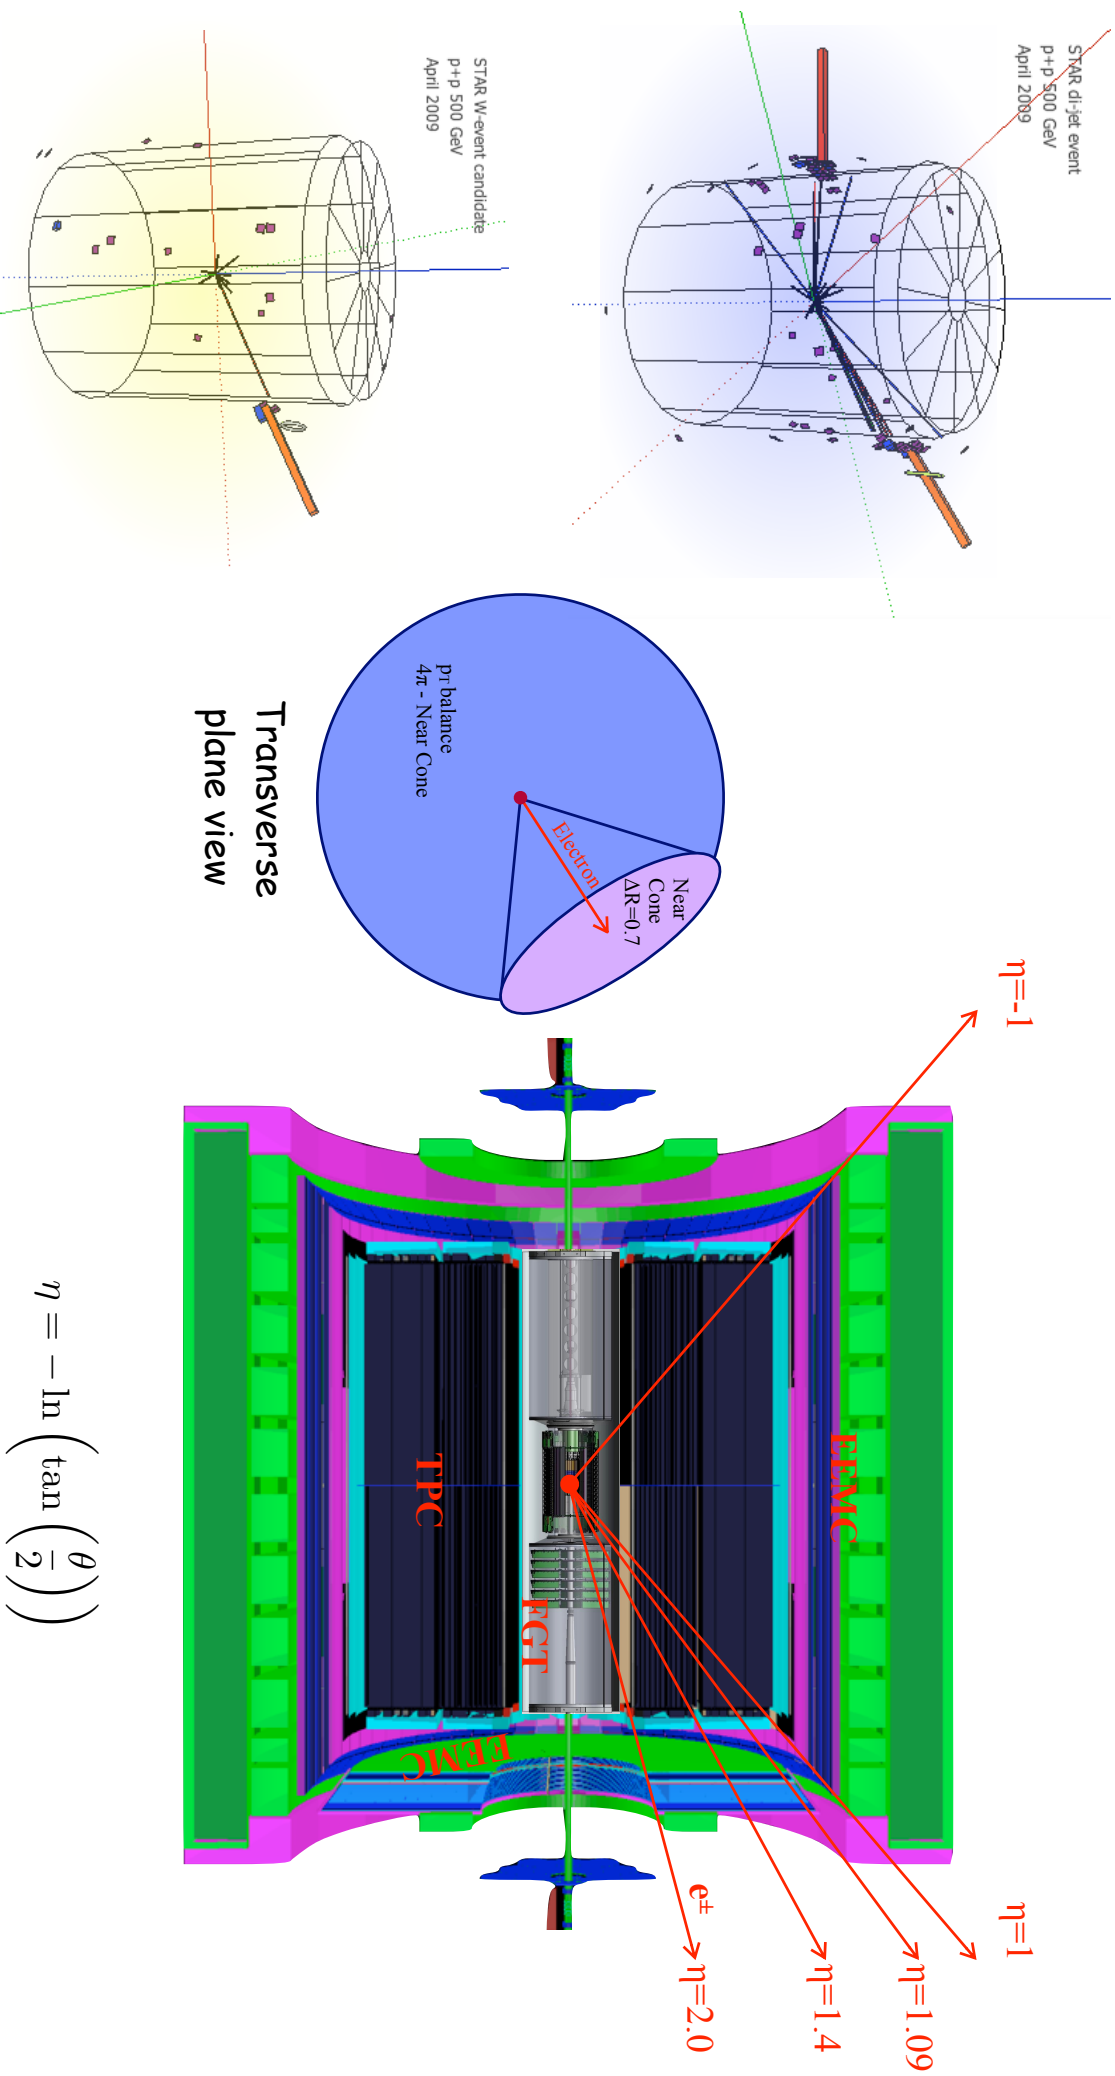 STAR di-jet event
p+p 500 GeV
April 2009
STAR W-event candidate
p+p 500 GeV
April 2009
pT balance
4π - Near Cone
Electron
Near
Cone
ΔR=0.7
Transverse
plane view
η=-1
η=1
η=1.09
η=1.4
η=2.0
e±
EEMC
TPC
FGT
EEMC
η = − ln ( tan ( θ/2 ) )